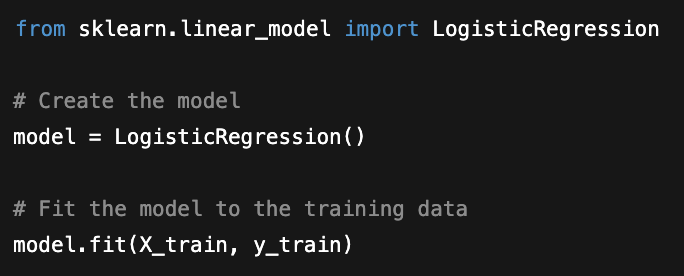 from sklearn.linear_model import LogisticRegression
# Create the model
model = LogisticRegression()
# Fit the model to the training data
model.fit(X_train, y_train)